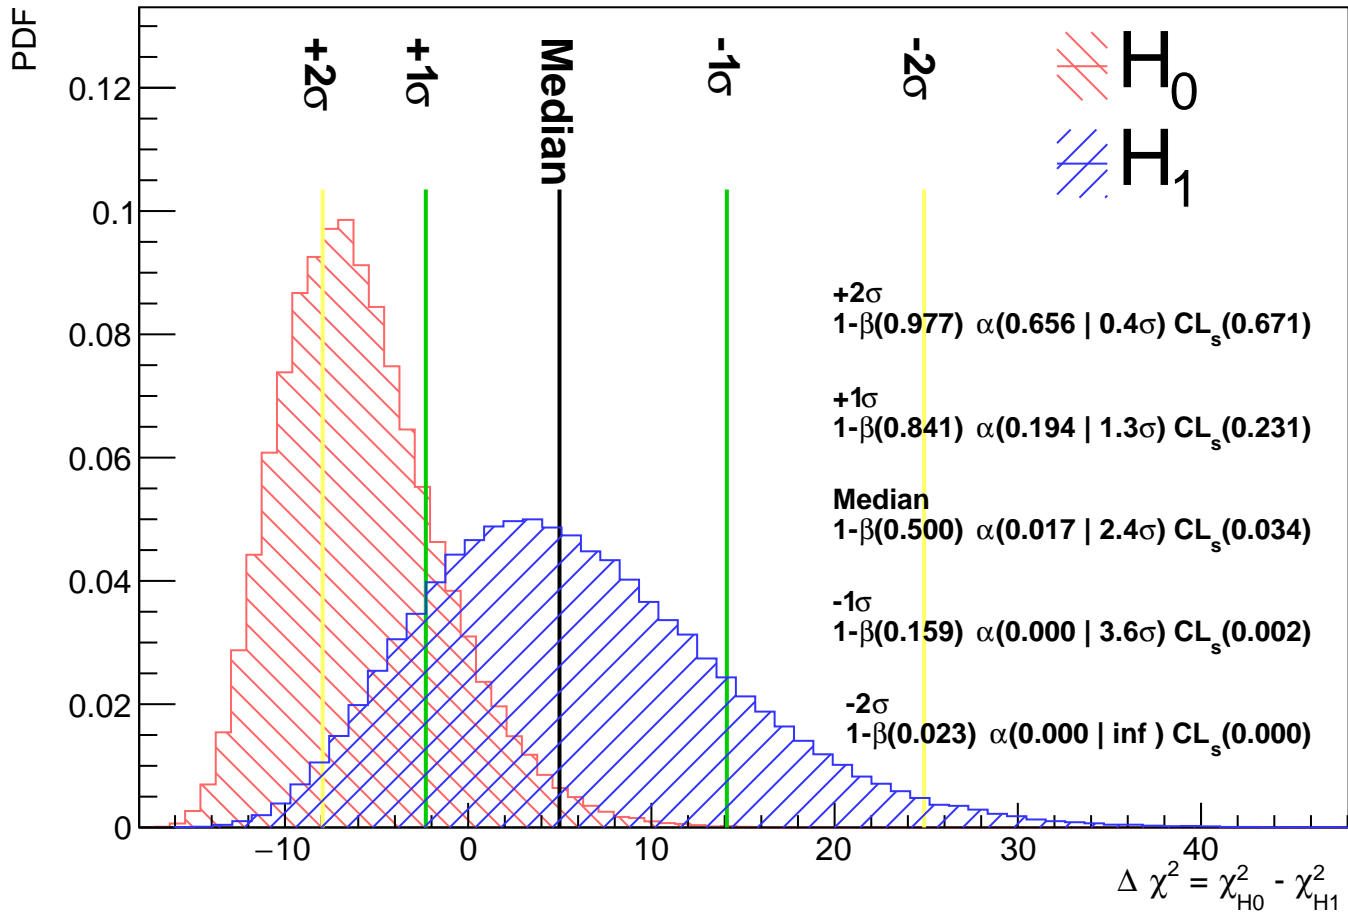 PDF
+2σ
+1σ
Median
-1σ
-2σ
H0
H1
0.12
0.1
0.08
0.06
0.04
0.02
0
+2σ
1-β(0.977) α(0.656 | 0.4σ) CLs(0.671)
+1σ
1-β(0.841) α(0.194 | 1.3σ) CLs(0.231)
Median
1-β(0.500) α(0.017 | 2.4σ) CLs(0.034)
-1σ
1-β(0.159) α(0.000 | 3.6σ) CLs(0.002)
-2σ
1-β(0.023) α(0.000 | inf ) CLs(0.000)
−10 0 10 20 30 40
Δ χ² = χ²H0 - χ²H1